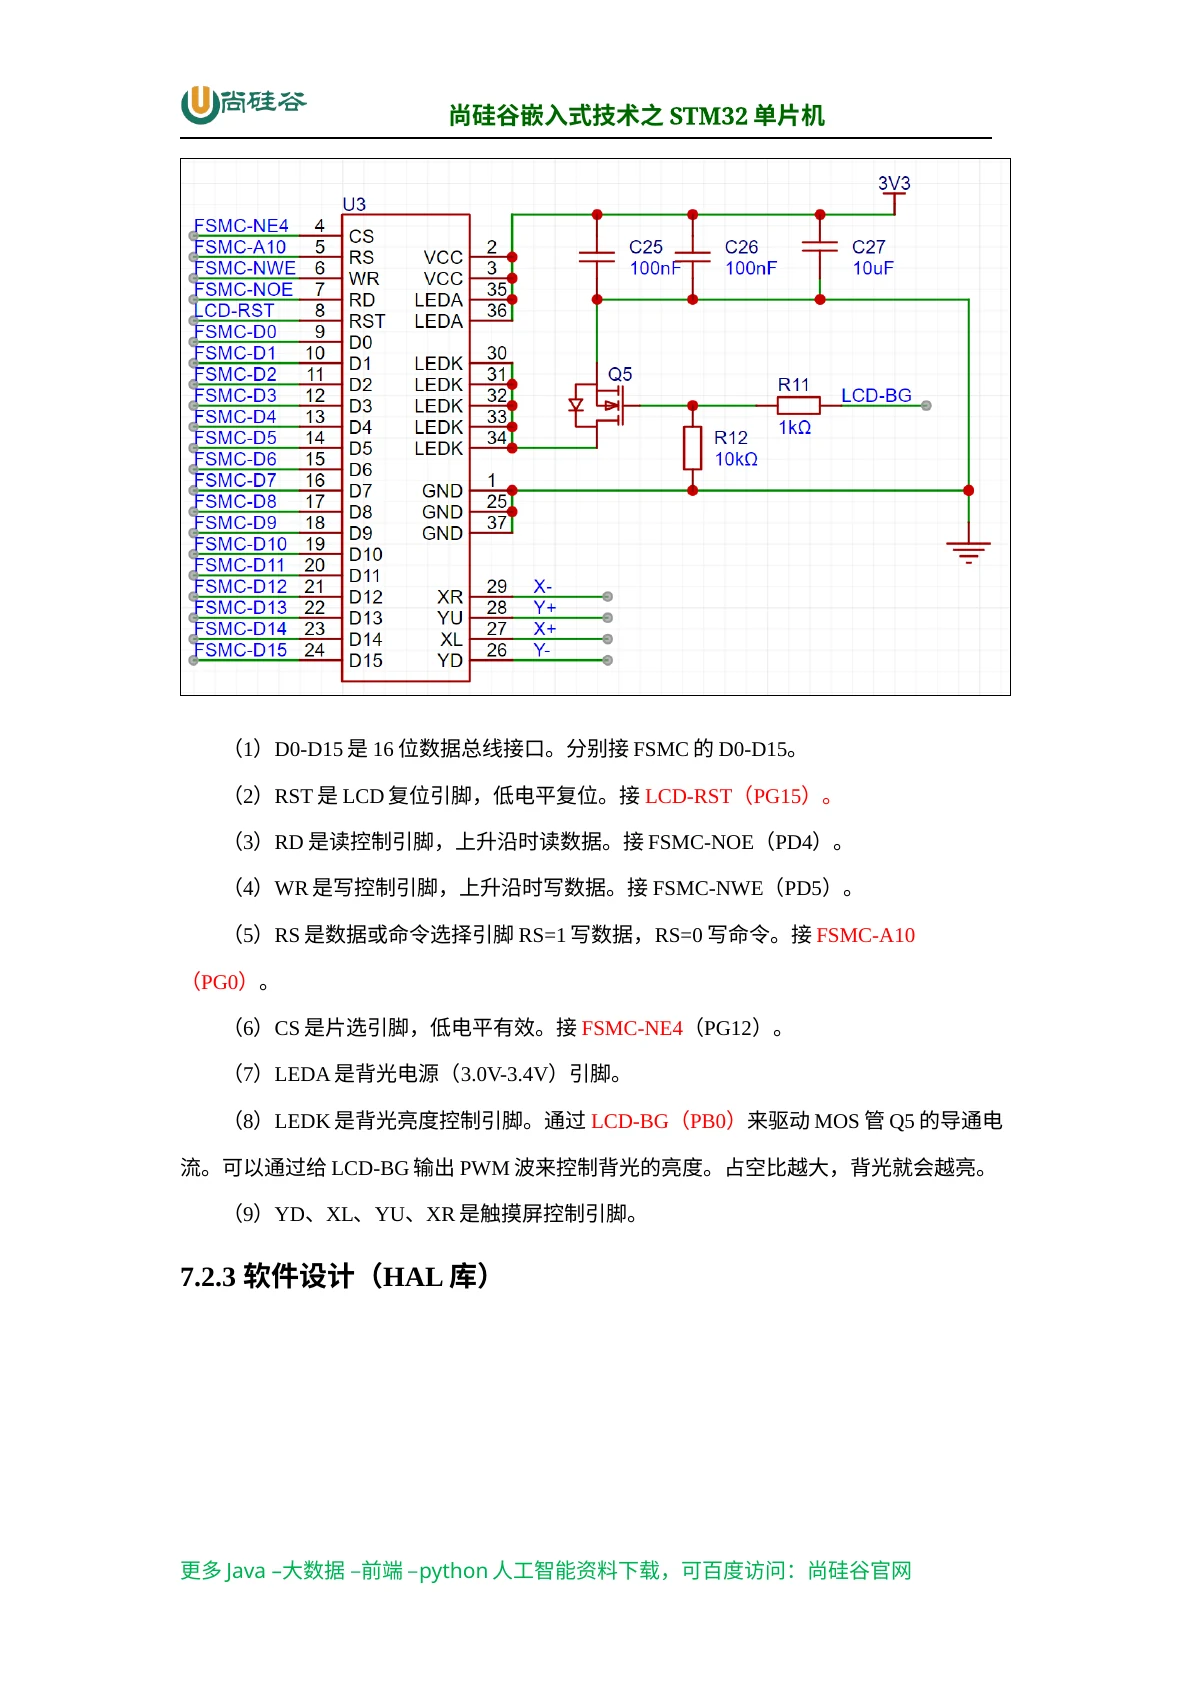 尚硅谷
尚硅谷嵌入式技术之 STM32 单片机
3V3
U3
FSMC-NE4 4 CS
FSMC-A10 5 RS
FSMC-NWE 6 WR
FSMC-NOE 7 RD
LCD-RST 8 RST
FSMC-D0 9 D0
FSMC-D1 10 D1
FSMC-D2 11 D2
FSMC-D3 12 D3
FSMC-D4 13 D4
FSMC-D5 14 D5
FSMC-D6 15 D6
FSMC-D7 16 D7
FSMC-D8 17 D8
FSMC-D9 18 D9
FSMC-D10 19 D10
FSMC-D11 20 D11
FSMC-D12 21 D12
FSMC-D13 22 D13
FSMC-D14 23 D14
FSMC-D15 24 D15
VCC 2
VCC 3
LEDA 35
LEDA 36
LEDK 30
LEDK 31
LEDK 32
LEDK 33
LEDK 34
GND 1
GND 25
GND 37
XR 29 X-
YU 28 Y+
XL 27 X+
YD 26 Y-
C25
100nF
C26
100nF
C27
10uF
Q5
R11
1kΩ
LCD-BG
R12
10kΩ
（1）D0-D15 是 16 位数据总线接口。分别接 FSMC 的 D0-D15。
（2）RST 是 LCD 复位引脚，低电平复位。接 LCD-RST（PG15）。
（3）RD 是读控制引脚，上升沿时读数据。接 FSMC-NOE（PD4）。
（4）WR 是写控制引脚，上升沿时写数据。接 FSMC-NWE（PD5）。
（5）RS 是数据或命令选择引脚 RS=1 写数据，RS=0 写命令。接 FSMC-A10
（PG0）。
（6）CS 是片选引脚，低电平有效。接 FSMC-NE4（PG12）。
（7）LEDA 是背光电源（3.0V-3.4V）引脚。
（8）LEDK 是背光亮度控制引脚。通过 LCD-BG（PB0）来驱动 MOS 管 Q5 的导通电
流。可以通过给 LCD-BG 输出 PWM 波来控制背光的亮度。占空比越大，背光就会越亮。
（9）YD、XL、YU、XR 是触摸屏控制引脚。
7.2.3 软件设计（HAL 库）
更多 Java –大数据 –前端 –python 人工智能资料下载，可百度访问：尚硅谷官网